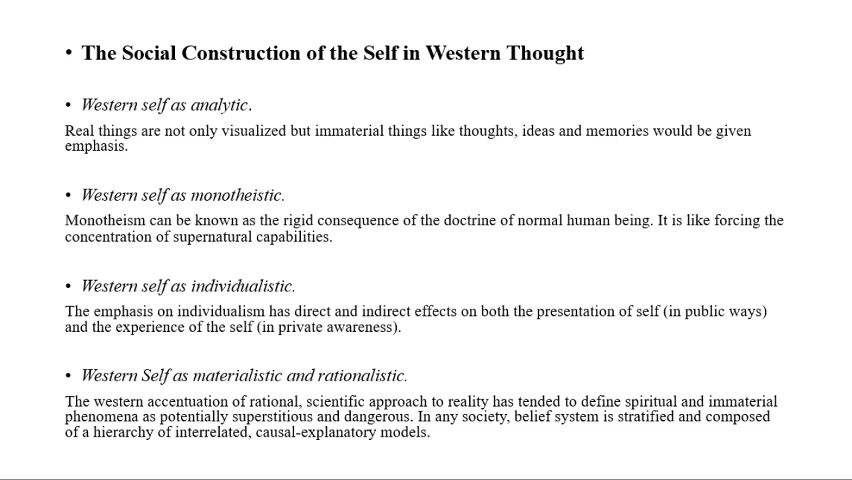 • The Social Construction of the Self in Western Thought
• Western self as analytic.
Real things are not only visualized but immaterial things like thoughts, ideas and memories would be given
emphasis.
• Western self as monotheistic.
Monotheism can be known as the rigid consequence of the doctrine of normal human being. It is like forcing the
concentration of supernatural capabilities.
• Western self as individualistic.
The emphasis on individualism has direct and indirect effects on both the presentation of self (in public ways)
and the experience of the self (in private awareness).
• Western Self as materialistic and rationalistic.
The western accentuation of rational, scientific approach to reality has tended to define spiritual and immaterial
phenomena as potentially superstitious and dangerous. In any society, belief system is stratified and composed
of a hierarchy of interrelated, causal-explanatory models.